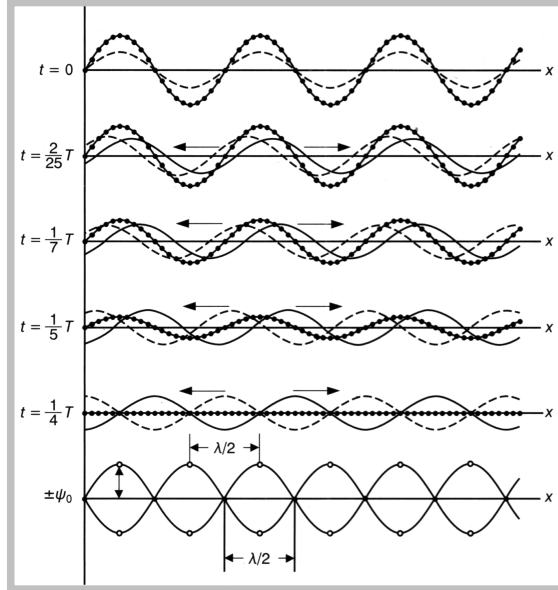 t = 0
x
t = 2/25 T
x
t = 1/7 T
x
t = 1/5 T
x
t = 1/4 T
x
λ/2
±ψ₀
x
λ/2